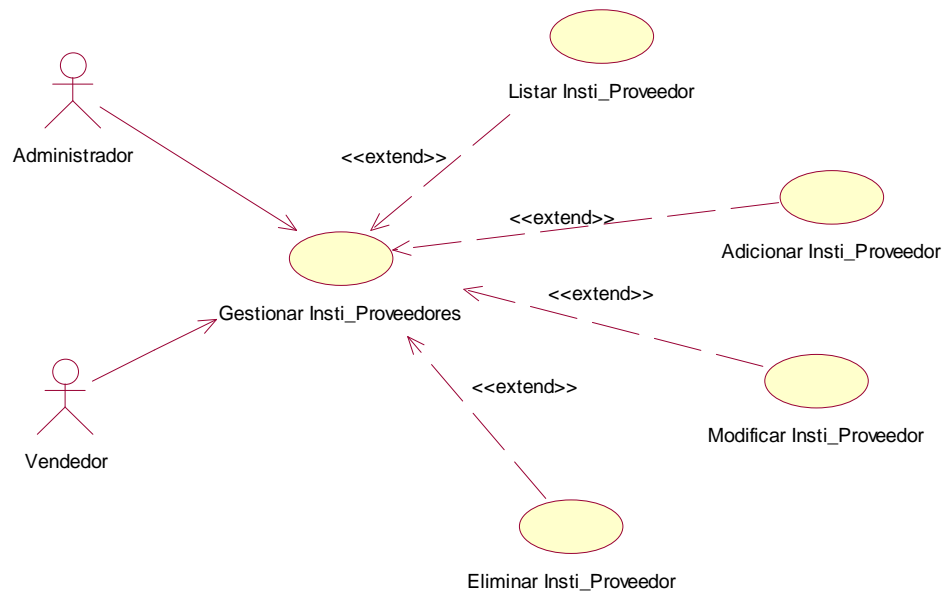 Listar Insti_Proveedor
Administrador
<<extend>>
<<extend>>
Adicionar Insti_Proveedor
<<extend>>
Gestionar Insti_Proveedores
<<extend>>
Modificar Insti_Proveedor
Vendedor
Eliminar Insti_Proveedor